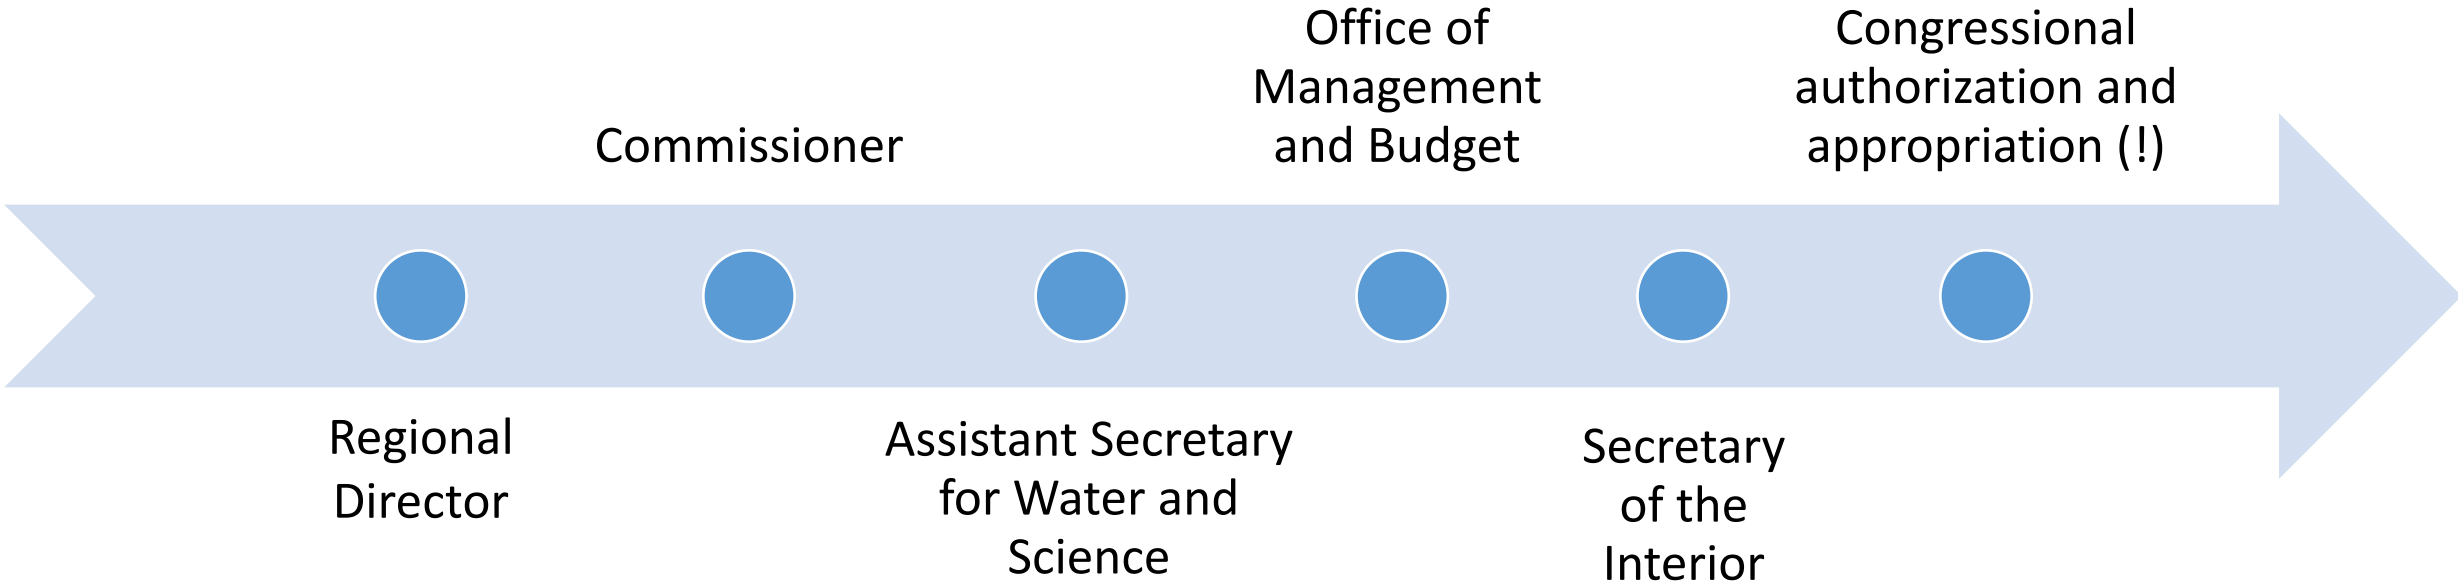 Regional
Director
Commissioner
Assistant Secretary
for Water and
Science
Office of
Management
and Budget
Secretary
of the
Interior
Congressional
authorization and
appropriation (!)